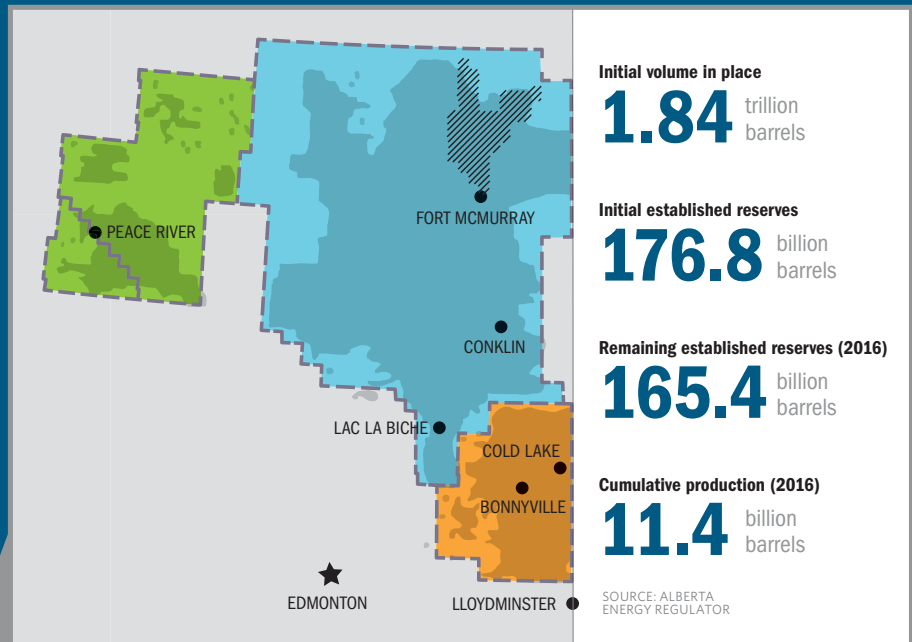 PEACE RIVER
FORT MCMURRAY
CONKLIN
LAC LA BICHE
COLD LAKE
BONNYVILLE
EDMONTON
LLOYDMINSTER
Initial volume in place
1.84 trillion
barrels
Initial established reserves
176.8 billion
barrels
Remaining established reserves (2016)
165.4 billion
barrels
Cumulative production (2016)
11.4 billion
barrels
SOURCE: ALBERTA
ENERGY REGULATOR